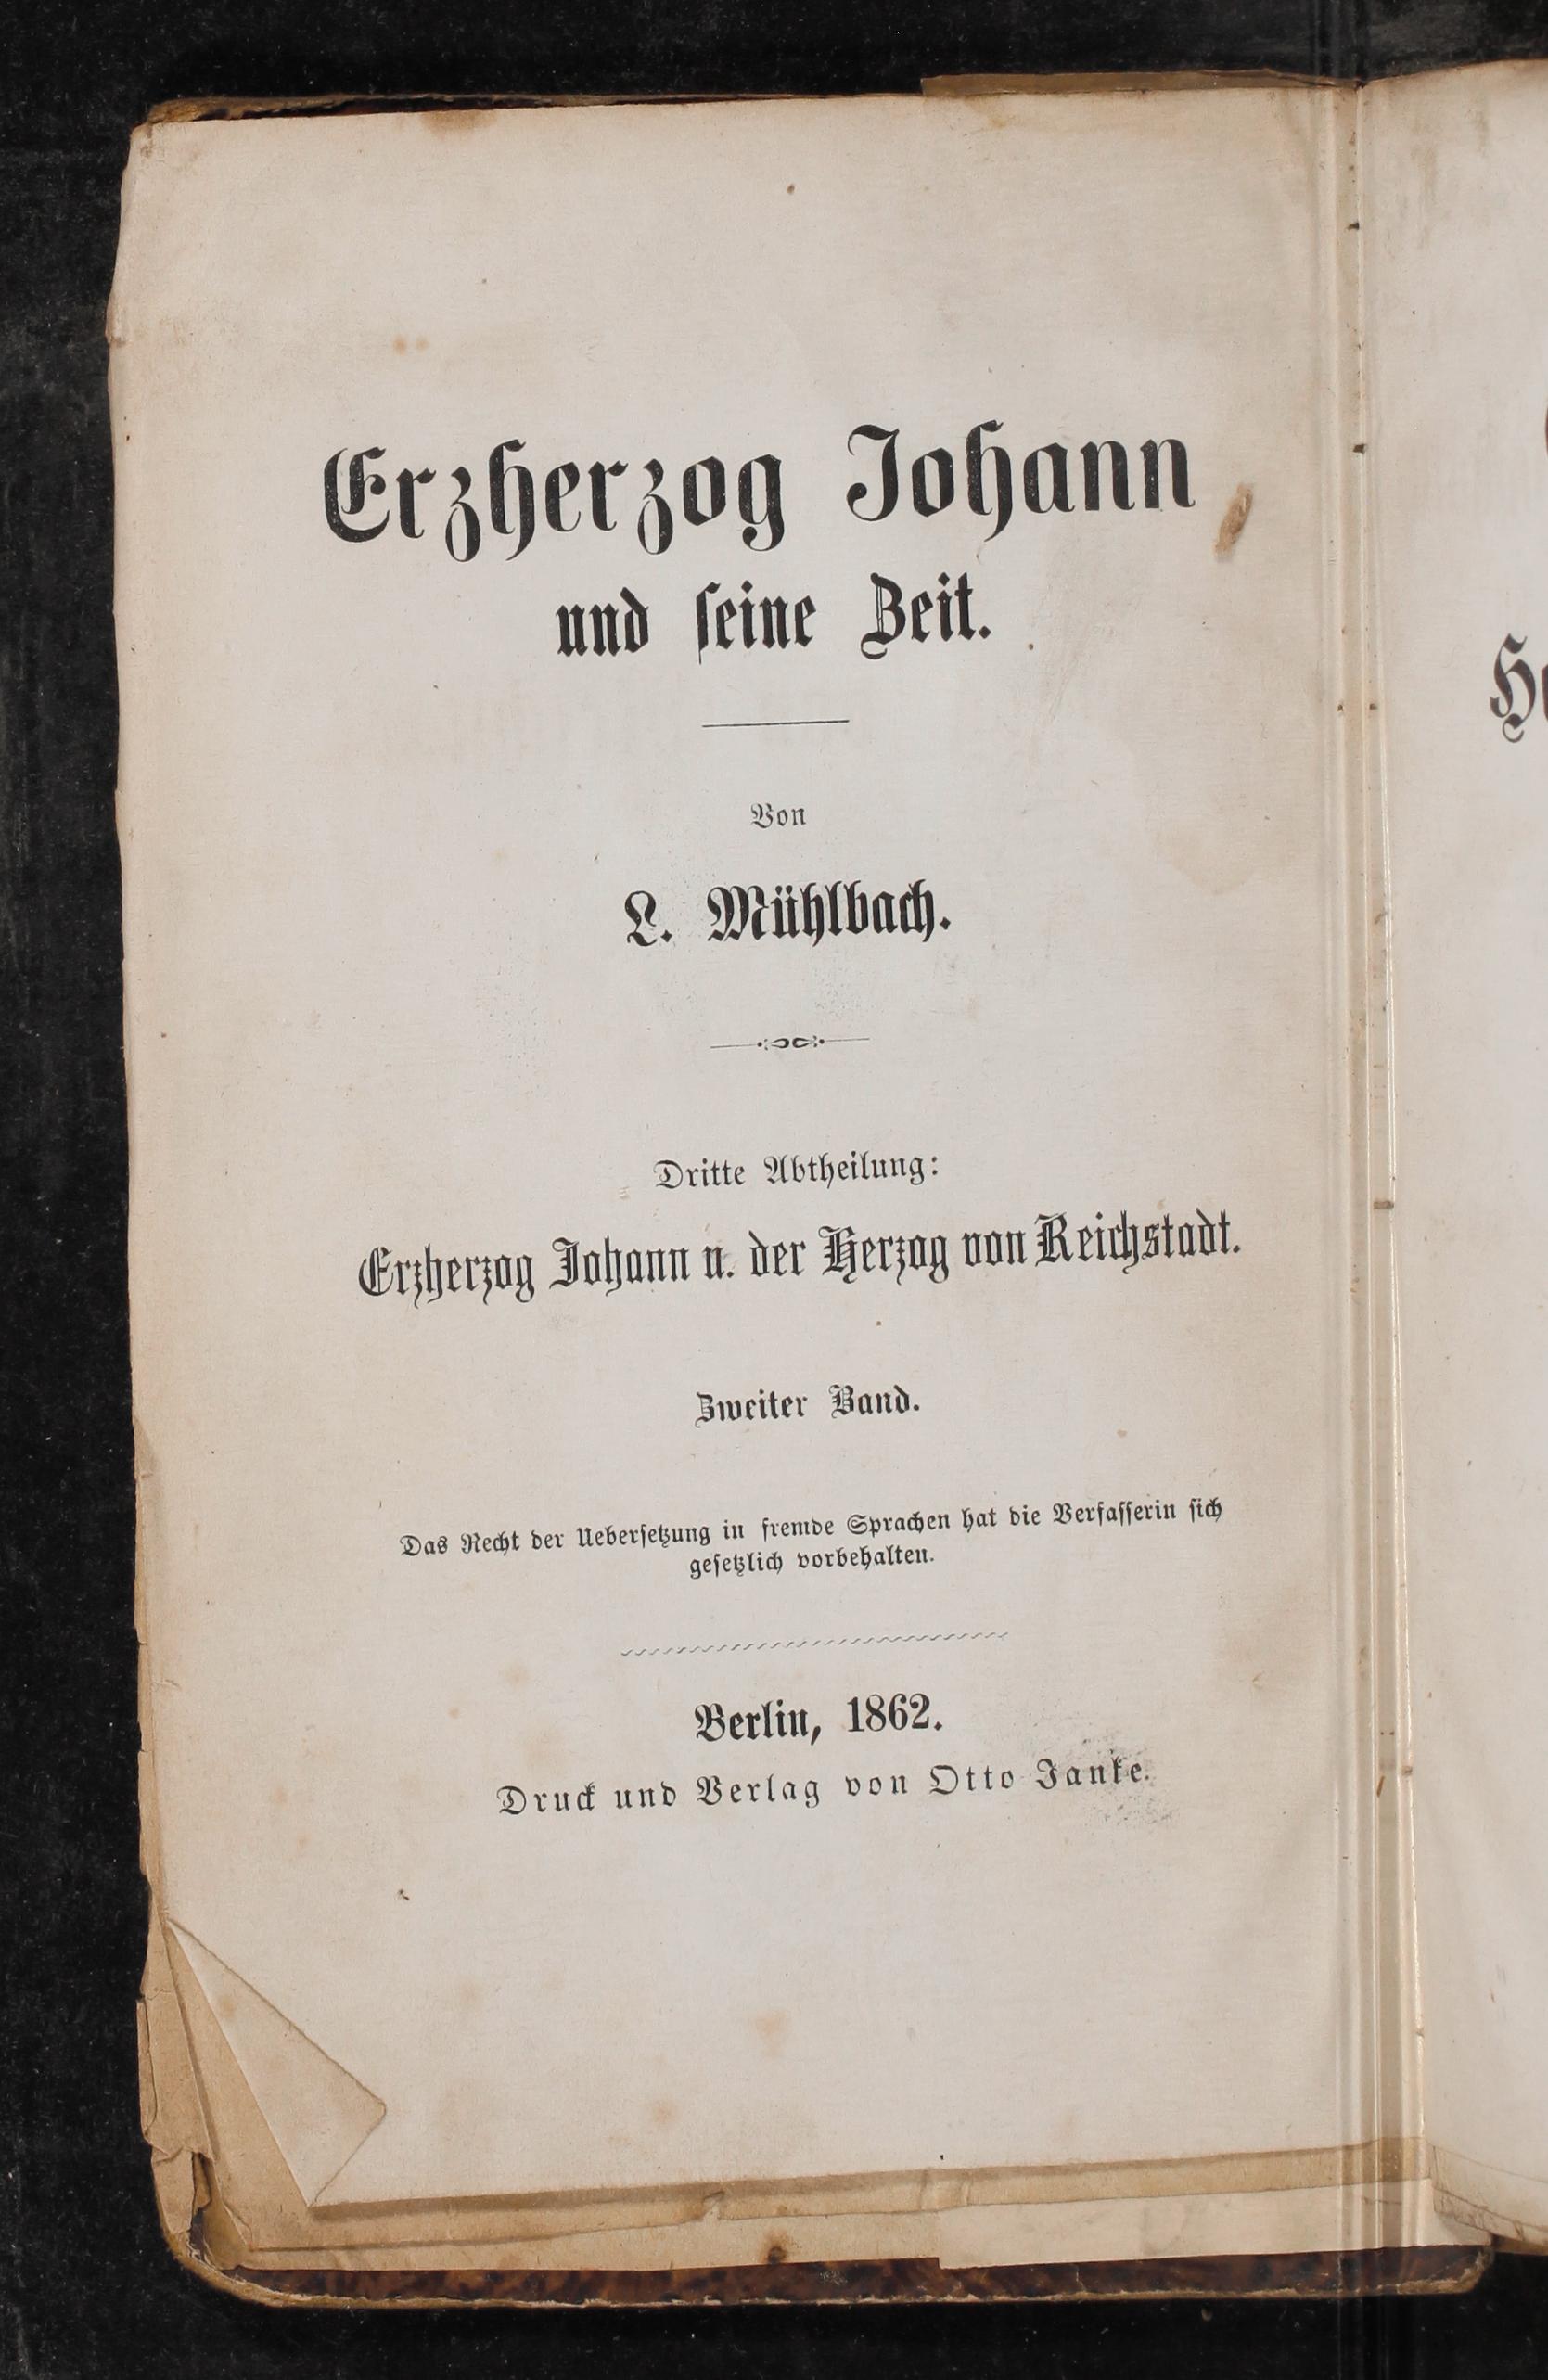 Erzherzog Johann
und ſeine Zeit.
Von
L. Mühlbach.
Dritte Abtheilung:
Erzherzog Johann u. der Herzog von Reichstadt.
Zweiter Band.
Das Recht der Ueberſetzung in fremde Sprachen hat die Verfaſſerin ſich
geſetzlich vorbehalten.
Berlin, 1862.
Druck und Verlag von Otto Janke.